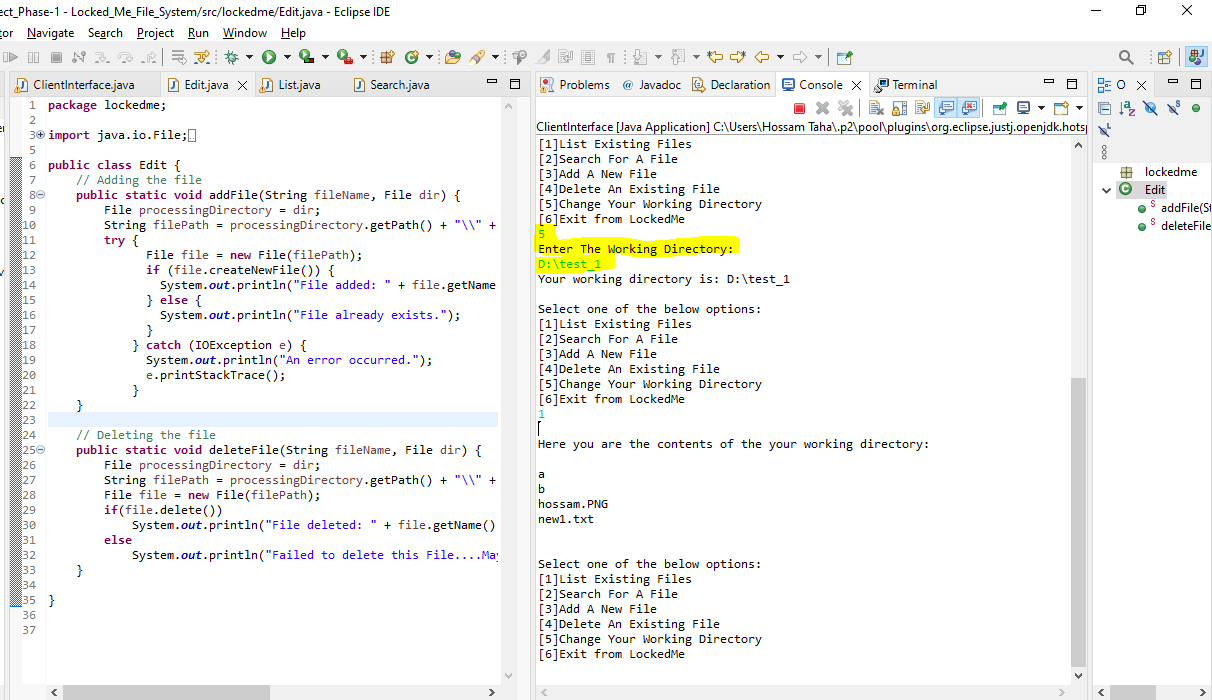 ect_Phase-1 - Locked_Me_File_System/src/lockedme/Edit.java - Eclipse IDE
tor Navigate Search Project Run Window Help
ClientInterface.java Edit.java List.java Search.java
1 package lockedme;
2
3 import java.io.File;
5
6 public class Edit {
7 // Adding the file
8 public static void addFile(String fileName, File dir) {
9 File processingDirectory = dir;
10 String filePath = processingDirectory.getPath() + "\\" +
11 try {
12 File file = new File(filePath);
13 if (file.createNewFile()) {
14 System.out.println("File added: " + file.getName
15 } else {
16 System.out.println("File already exists.");
17 }
18 } catch (IOException e) {
19 System.out.println("An error occurred.");
20 e.printStackTrace();
21 }
22 }
23
24 // Deleting the file
25 public static void deleteFile(String fileName, File dir) {
26 File processingDirectory = dir;
27 String filePath = processingDirectory.getPath() + "\\" +
28 File file = new File(filePath);
29 if(file.delete())
30 System.out.println("File deleted: " + file.getName()
31 else
32 System.out.println("Failed to delete this File....May
33 }
34
35 }
36
37
Problems @ Javadoc Declaration Console Terminal
ClientInterface [Java Application] C:\Users\Hossam Taha\.p2\pool\plugins\org.eclipse.justj.openjdk.hotsp
[1]List Existing Files
[2]Search For A File
[3]Add A New File
[4]Delete An Existing File
[5]Change Your Working Directory
[6]Exit from LockedMe
5
Enter The Working Directory:
D:\test_1
Your working directory is: D:\test_1
Select one of the below options:
[1]List Existing Files
[2]Search For A File
[3]Add A New File
[4]Delete An Existing File
[5]Change Your Working Directory
[6]Exit from LockedMe
1
Here you are the contents of the your working directory:
a
b
hossam.PNG
new1.txt
Select one of the below options:
[1]List Existing Files
[2]Search For A File
[3]Add A New File
[4]Delete An Existing File
[5]Change Your Working Directory
[6]Exit from LockedMe
O
lockedme
Edit
addFile(St
deleteFile